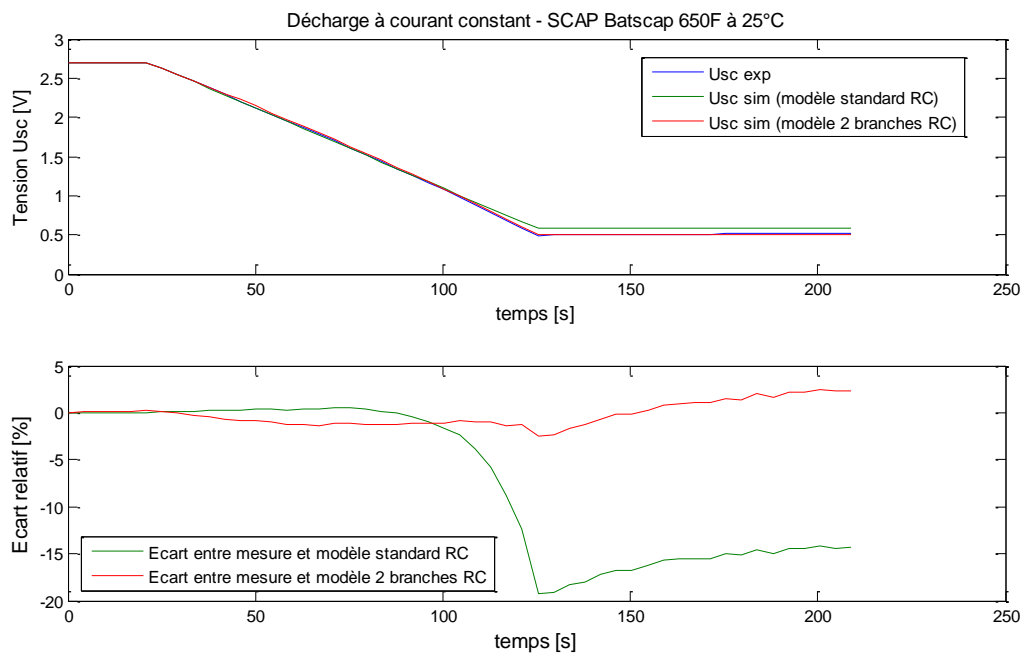 Décharge à courant constant - SCAP Batscap 650F à 25°C
Tension Usc [V]
3
2.5
2
1.5
1
0.5
0
Usc exp
Usc sim (modèle standard RC)
Usc sim (modèle 2 branches RC)
0 50 100 150 200 250
temps [s]
Ecart relatif [%]
5
0
-5
-10
-15
-20
Ecart entre mesure et modèle standard RC
Ecart entre mesure et modèle 2 branches RC
0 50 100 150 200 250
temps [s]